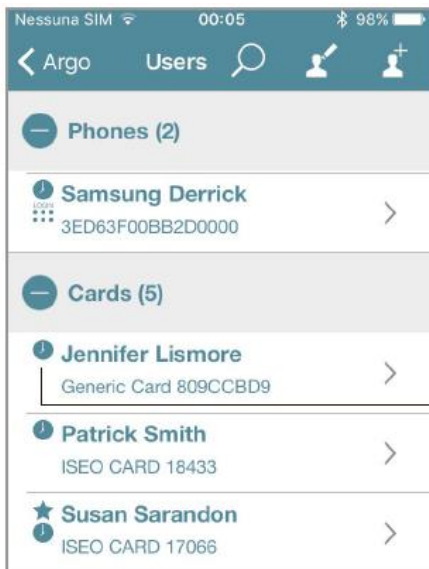 Nessuna SIM 00:05 98%
Argo Users
Phones (2)
Samsung Derrick
LOGIN
3ED63F00BB2D0000
Cards (5)
Jennifer Lismore
Generic Card 809CCBD9
Patrick Smith
ISEO CARD 18433
Susan Sarandon
ISEO CARD 17066